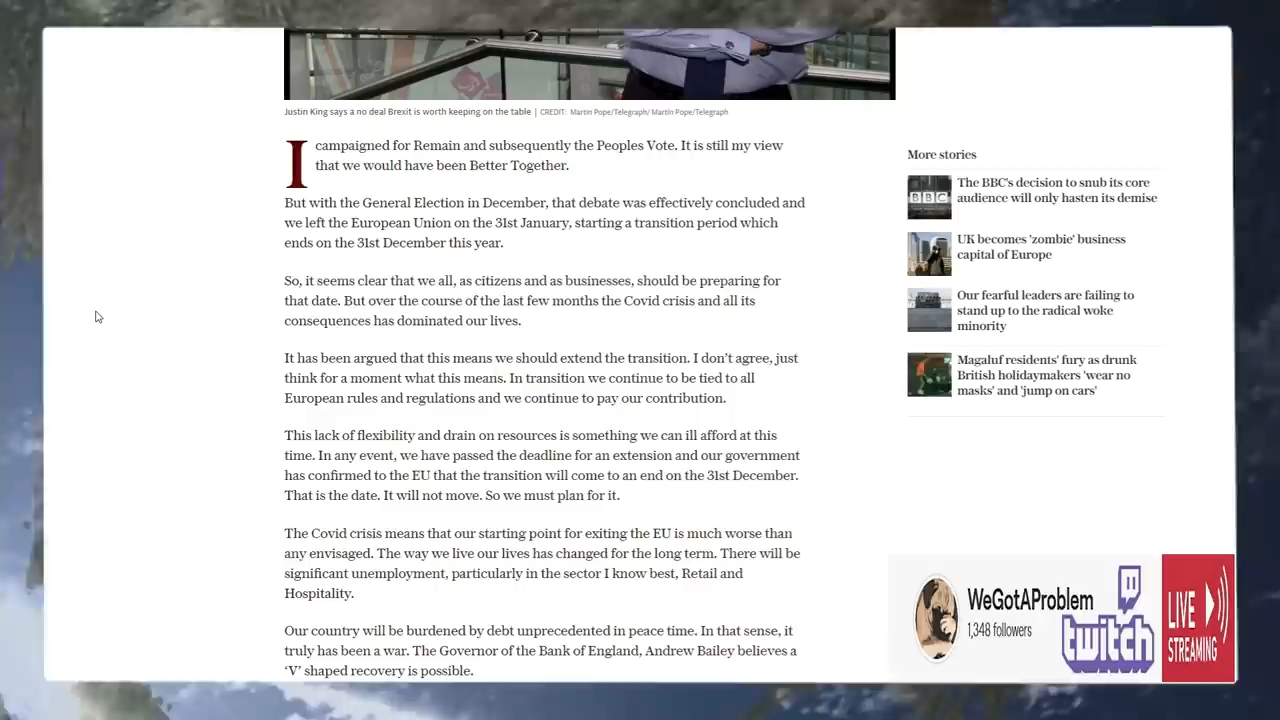 Justin King says a no deal Brexit is worth keeping on the table | CREDIT: Martin Pope/Telegraph/ Martin Pope/Telegraph
I campaigned for Remain and subsequently the Peoples Vote. It is still my view
that we would have been Better Together.
But with the General Election in December, that debate was effectively concluded and
we left the European Union on the 31st January, starting a transition period which
ends on the 31st December this year.
So, it seems clear that we all, as citizens and as businesses, should be preparing for
that date. But over the course of the last few months the Covid crisis and all its
consequences has dominated our lives.
It has been argued that this means we should extend the transition. I don't agree, just
think for a moment what this means. In transition we continue to be tied to all
European rules and regulations and we continue to pay our contribution.
This lack of flexibility and drain on resources is something we can ill afford at this
time. In any event, we have passed the deadline for an extension and our government
has confirmed to the EU that the transition will come to an end on the 31st December.
That is the date. It will not move. So we must plan for it.
The Covid crisis means that our starting point for exiting the EU is much worse than
any envisaged. The way we live our lives has changed for the long term. There will be
significant unemployment, particularly in the sector I know best, Retail and
Hospitality.
Our country will be burdened by debt unprecedented in peace time. In that sense, it
truly has been a war. The Governor of the Bank of England, Andrew Bailey believes a
‘V’ shaped recovery is possible.
More stories
BBC
The BBC's decision to snub its core
audience will only hasten its demise
UK becomes 'zombie' business
capital of Europe
Our fearful leaders are failing to
stand up to the radical woke
minority
Magaluf residents' fury as drunk
British holidaymakers 'wear no
masks' and 'jump on cars'
WeGotAProblem
1,348 followers
twitch
LIVE
STREAMING